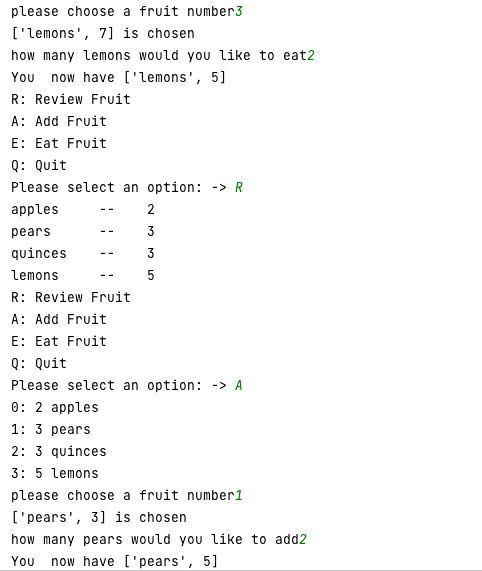 please choose a fruit number3
['lemons', 7] is chosen
how many lemons would you like to eat2
You  now have ['lemons', 5]
R: Review Fruit
A: Add Fruit
E: Eat Fruit
Q: Quit
Please select an option: -> R
apples     --    2
pears      --    3
quinces    --    3
lemons     --    5
R: Review Fruit
A: Add Fruit
E: Eat Fruit
Q: Quit
Please select an option: -> A
0: 2 apples
1: 3 pears
2: 3 quinces
3: 5 lemons
please choose a fruit number1
['pears', 3] is chosen
how many pears would you like to add2
You  now have ['pears', 5]